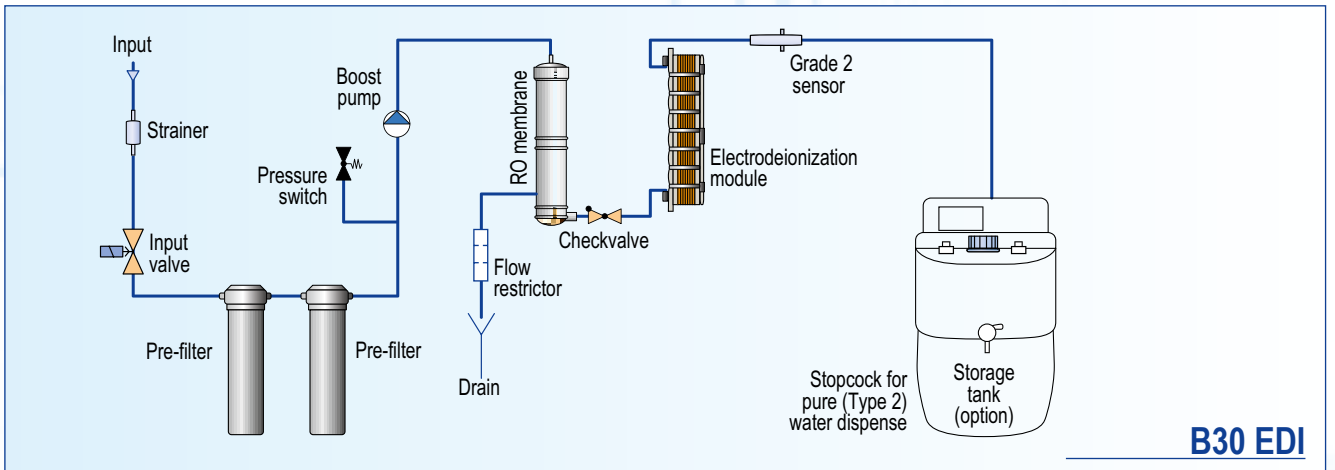 Input
Strainer
Input
valve
Pre-filter
Pre-filter
Pressure
switch
Boost
pump
RO membrane
Flow
restrictor
Drain
Checkvalve
Electrodeionization
module
Grade 2
sensor
Stopcock for
pure (Type 2)
water dispense
Storage
tank
(option)
B30 EDI